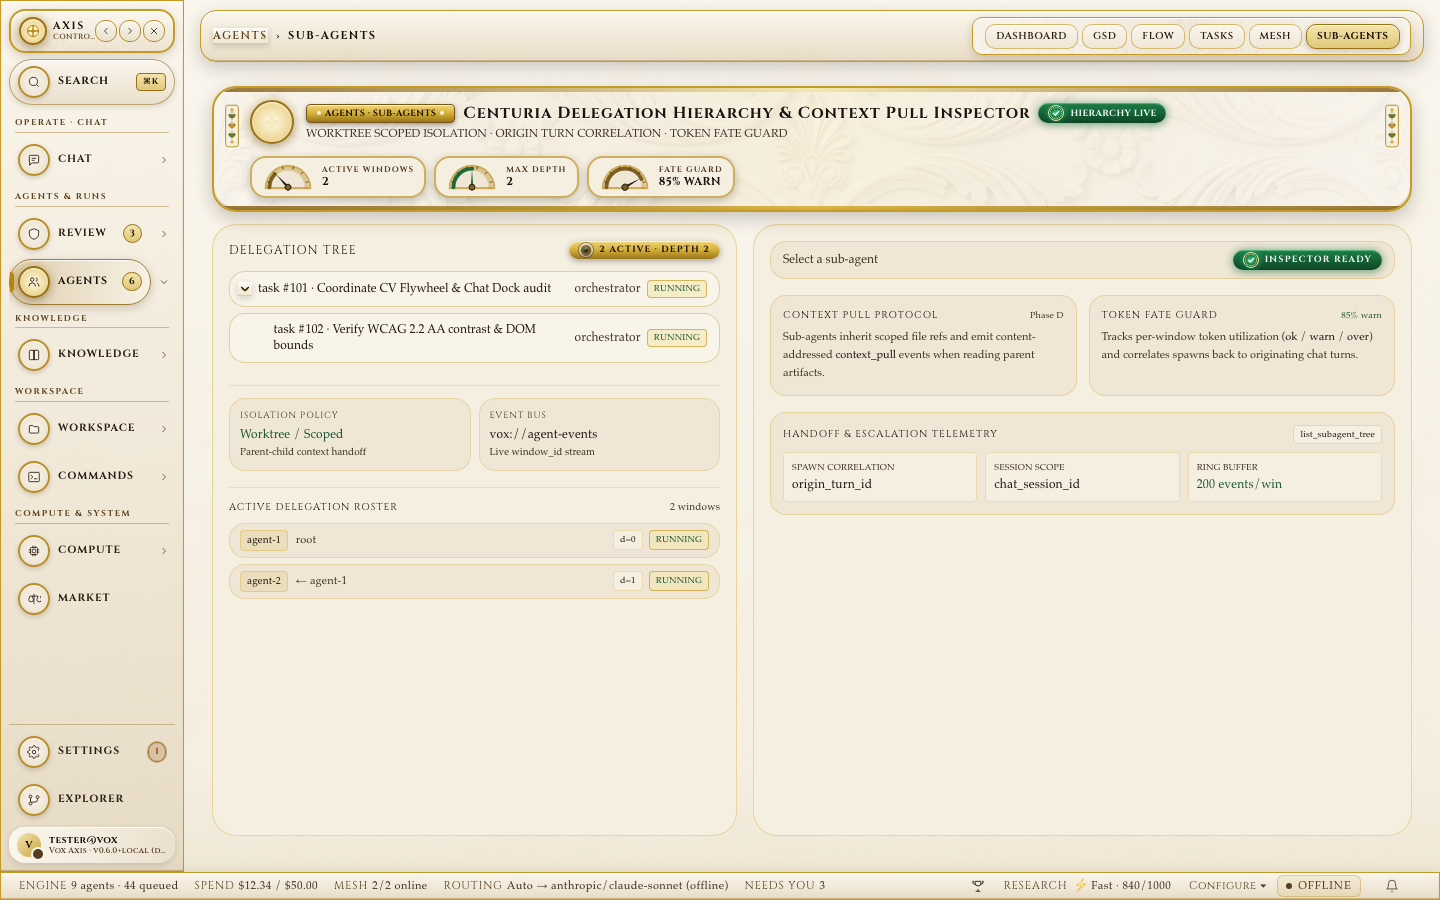 AXIS
CONTRO...
SEARCH
⌘K
OPERATE · CHAT
CHAT
AGENTS & RUNS
REVIEW
3
AGENTS
6
KNOWLEDGE
KNOWLEDGE
WORKSPACE
WORKSPACE
COMMANDS
COMPUTE & SYSTEM
COMPUTE
MARKET
SETTINGS
1
EXPLORER
V
TESTER@VOX
VOX AXIS · V0.6.0+LOCAL (D...
AGENTS › SUB-AGENTS
DASHBOARD
GSD
FLOW
TASKS
MESH
SUB-AGENTS
AGENTS · SUB-AGENTS
CENTURIA DELEGATION HIERARCHY & CONTEXT PULL INSPECTOR
HIERARCHY LIVE
WORKTREE SCOPED ISOLATION · ORIGIN TURN CORRELATION · TOKEN FATE GUARD
ACTIVE WINDOWS
2
MAX DEPTH
2
FATE GUARD
85% WARN
DELEGATION TREE
2 ACTIVE · DEPTH 2
task #101 · Coordinate CV Flywheel & Chat Dock audit
orchestrator
RUNNING
task #102 · Verify WCAG 2.2 AA contrast & DOM
bounds
orchestrator
RUNNING
ISOLATION POLICY
Worktree / Scoped
Parent-child context handoff
EVENT BUS
vox://agent-events
Live window_id stream
ACTIVE DELEGATION ROSTER
2 windows
agent-1
root
d=0
RUNNING
agent-2
← agent-1
d=1
RUNNING
Select a sub-agent
INSPECTOR READY
CONTEXT PULL PROTOCOL
Phase D
Sub-agents inherit scoped file refs and emit content-
addressed context_pull events when reading parent
artifacts.
TOKEN FATE GUARD
85% warn
Tracks per-window token utilization (ok / warn / over)
and correlates spawns back to originating chat turns.
HANDOFF & ESCALATION TELEMETRY
list_subagent_tree
SPAWN CORRELATION
origin_turn_id
SESSION SCOPE
chat_session_id
RING BUFFER
200 events/win
ENGINE 9 agents · 44 queued
SPEND $12.34 / $50.00
MESH 2/2 online
ROUTING Auto → anthropic/claude-sonnet (offline)
NEEDS YOU 3
RESEARCH ⚡ Fast · 840/1000
CONFIGURE
OFFLINE